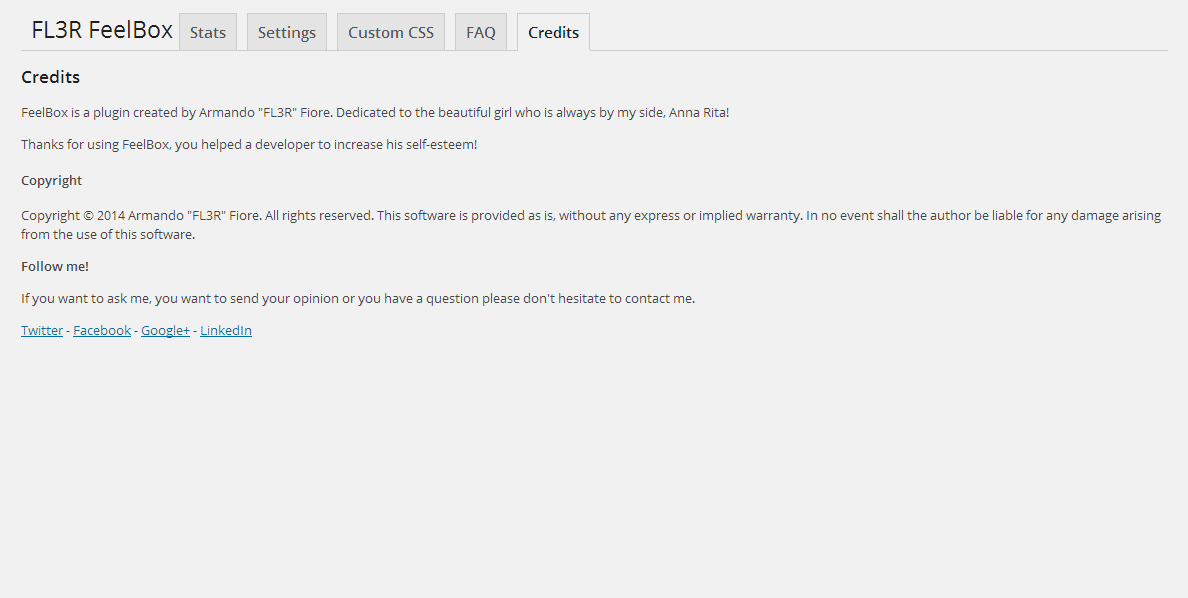 FL3R FeelBox Stats Settings Custom CSS FAQ Credits
Credits
FeelBox is a plugin created by Armando "FL3R" Fiore. Dedicated to the beautiful girl who is always by my side, Anna Rita!
Thanks for using FeelBox, you helped a developer to increase his self-esteem!
Copyright
Copyright © 2014 Armando "FL3R" Fiore. All rights reserved. This software is provided as is, without any express or implied warranty. In no event shall the author be liable for any damage arising
from the use of this software.
Follow me!
If you want to ask me, you want to send your opinion or you have a question please don't hesitate to contact me.
Twitter - Facebook - Google+ - LinkedIn